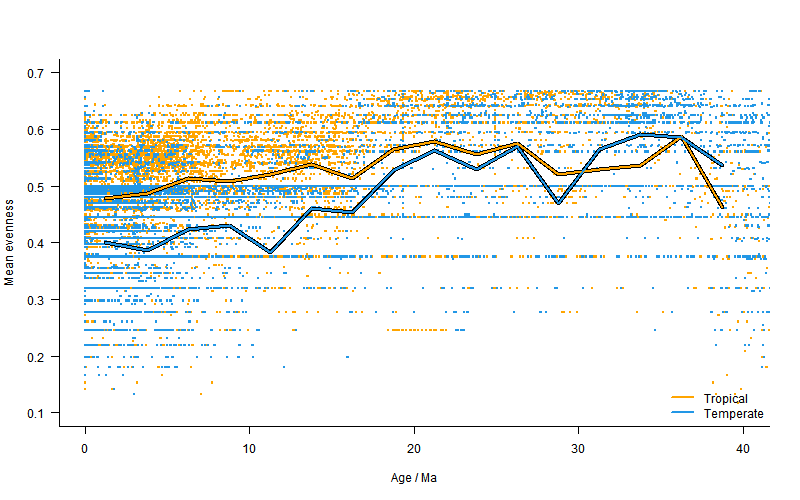 0.7
0.6
0.5
0.4
0.3
0.2
0.1
Mean evenness
0 10 20 30 40
Age / Ma
Tropical
Temperate